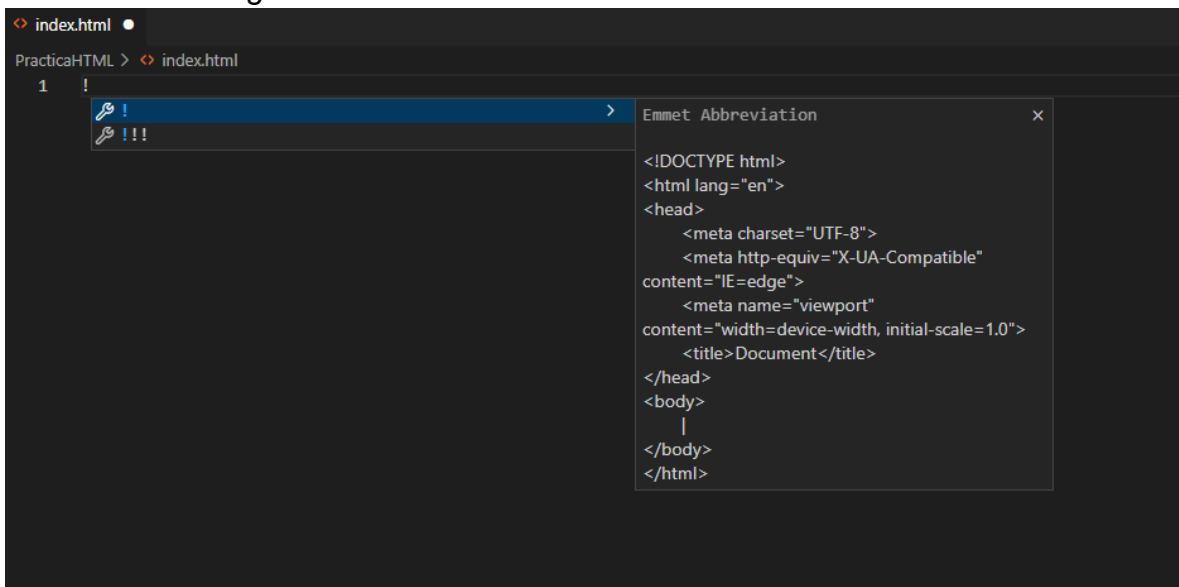 index.html
PracticaHTML > index.html
1 !
!
!!!
Emmet Abbreviation
<!DOCTYPE html>
<html lang="en">
<head>
<meta charset="UTF-8">
<meta http-equiv="X-UA-Compatible"
content="IE=edge">
<meta name="viewport"
content="width=device-width, initial-scale=1.0">
<title>Document</title>
</head>
<body>
|
</body>
</html>